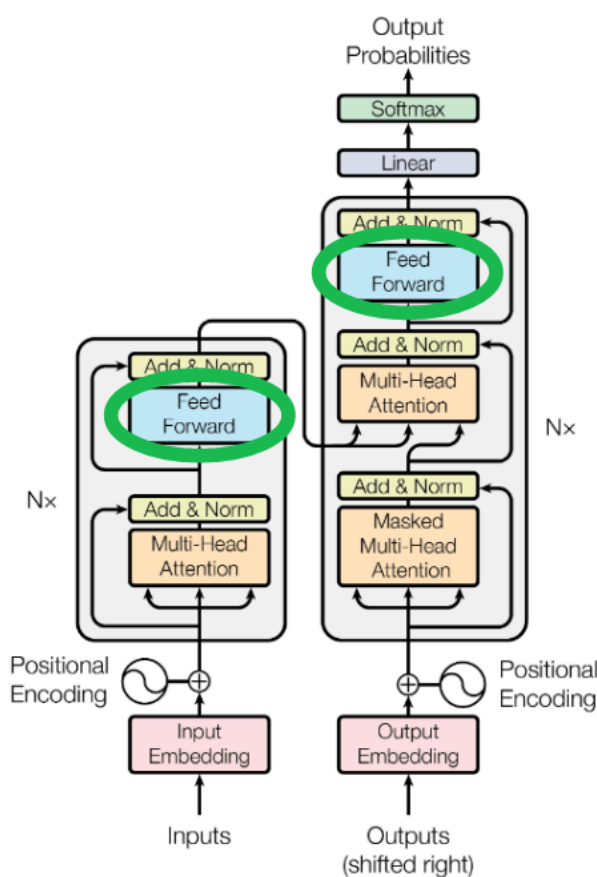 Output
Probabilities
Softmax
Linear
Add & Norm
Feed
Forward
Add & Norm
Multi-Head
Attention
Nx
Add & Norm
Masked
Multi-Head
Attention
Add & Norm
Feed
Forward
Nx
Add & Norm
Multi-Head
Attention
Positional
Encoding
Positional
Encoding
Input
Embedding
Output
Embedding
Inputs
Outputs
(shifted right)